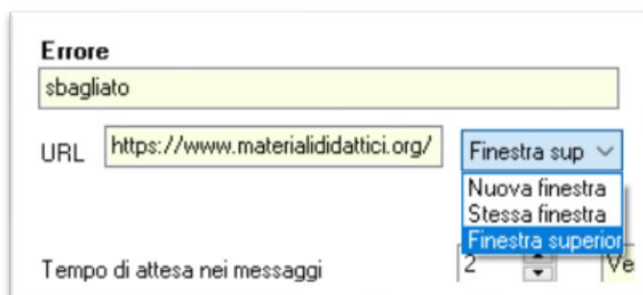 Errore
sbagliato
URL https://www.materialididattici.org/ Finestra sup
Nuova finestra
Stessa finestra
Finestra superior
Tempo di attesa nei messaggi 2 Ve